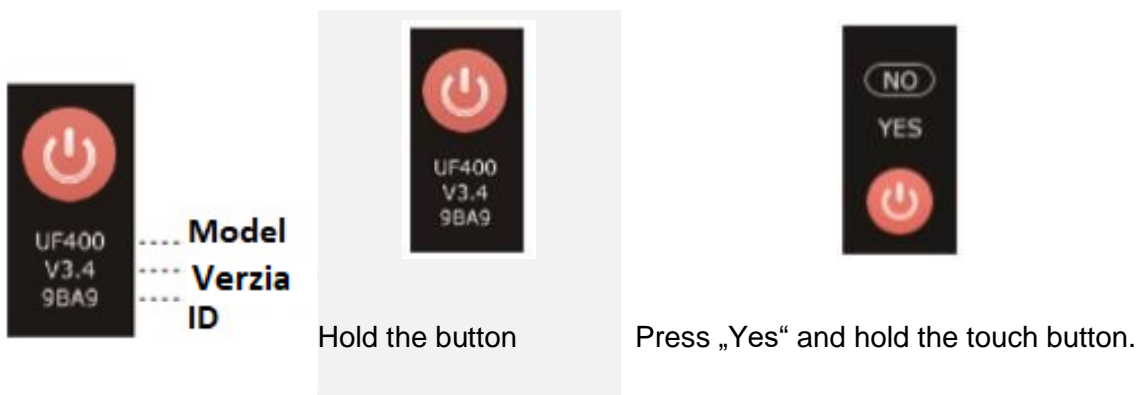 UF400
V3.4
9BA9
Model
Verzia
ID
UF400
V3.4
9BA9
Hold the button
NO
YES
Press „Yes“ and hold the touch button.